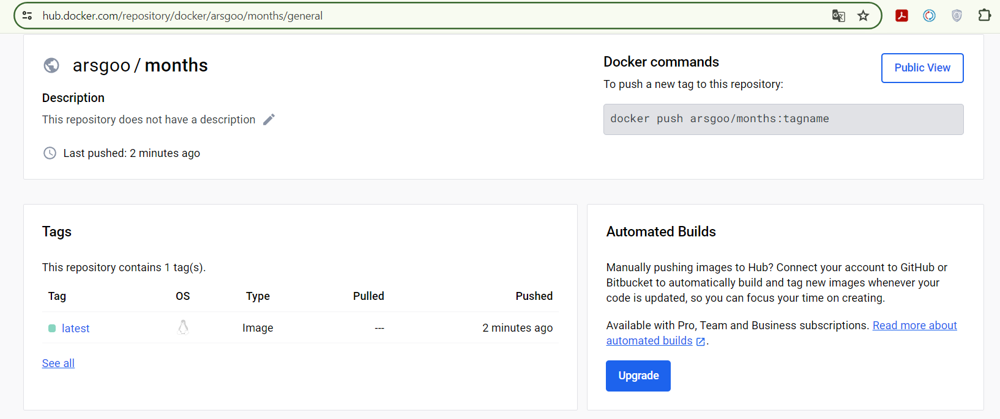 hub.docker.com/repository/docker/arsgoo/months/general
arsgoo / months
Description
This repository does not have a description
Last pushed: 2 minutes ago
Docker commands
Public View
To push a new tag to this repository:
docker push arsgoo/months:tagname
Tags
This repository contains 1 tag(s).
Tag OS Type Pulled Pushed
latest Image --- 2 minutes ago
See all
Automated Builds
Manually pushing images to Hub? Connect your account to GitHub or
Bitbucket to automatically build and tag new images whenever your
code is updated, so you can focus your time on creating.
Available with Pro, Team and Business subscriptions. Read more about
automated builds .
Upgrade